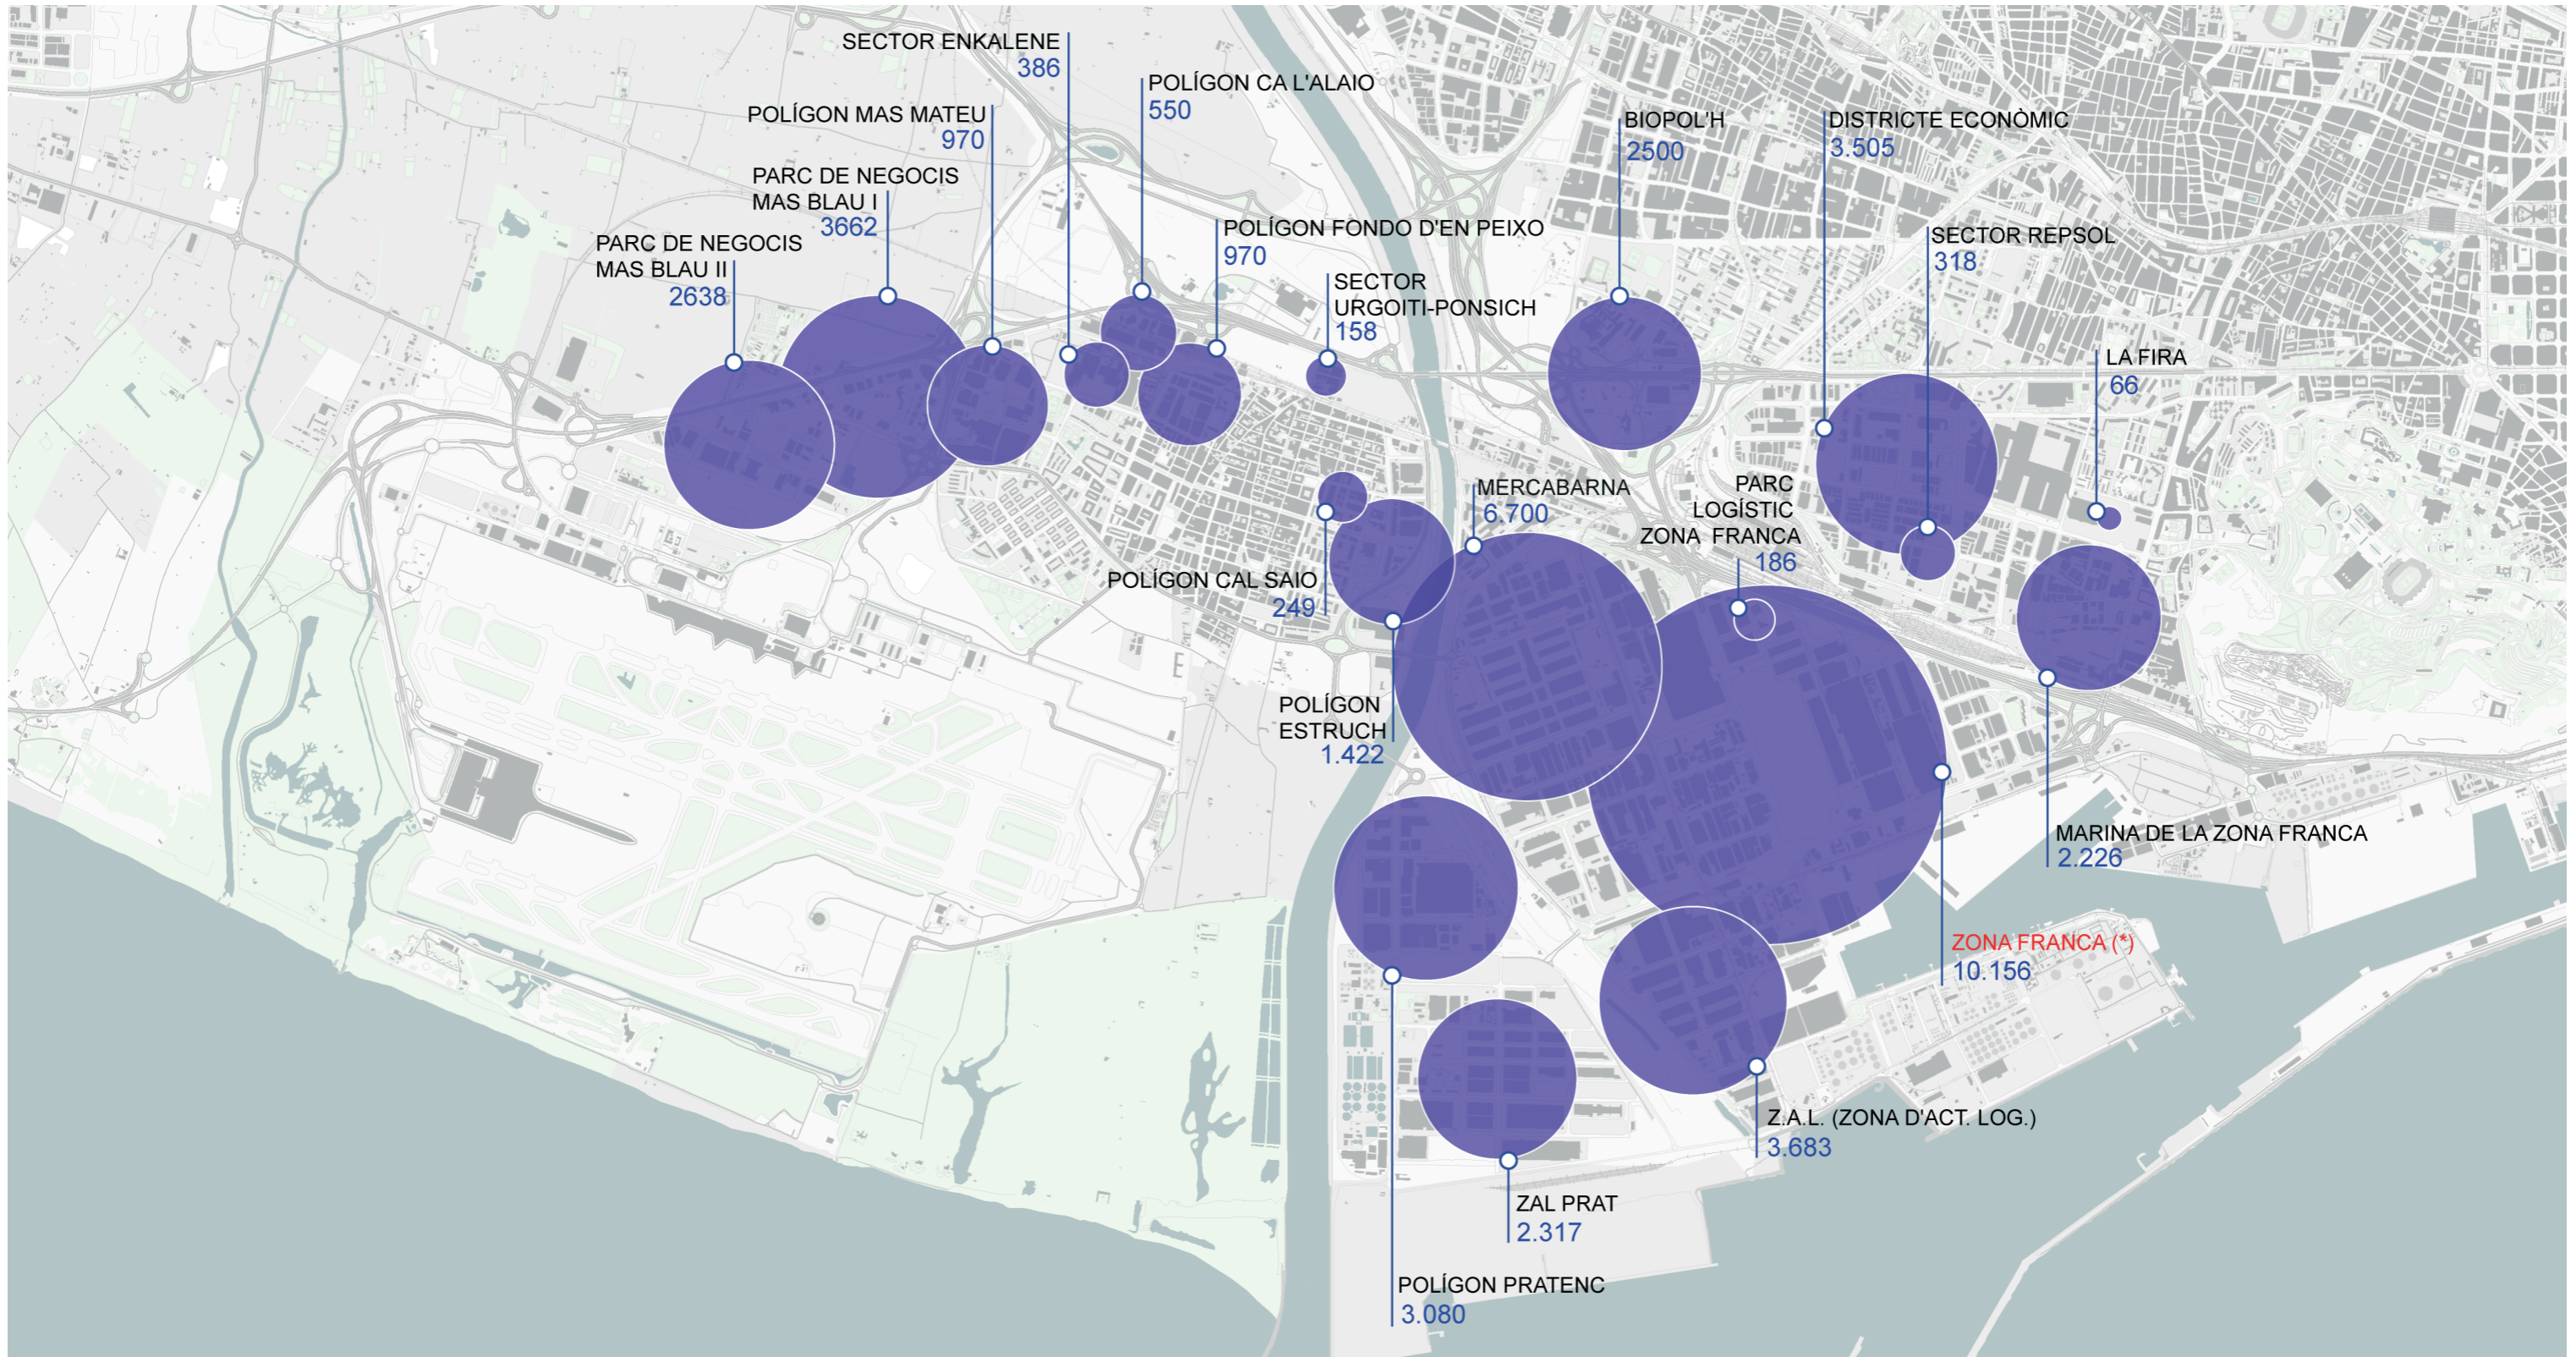 SECTOR ENKALENE
386
POLÍGON CA L'ALAIO
550
POLÍGON MAS MATEU
970
BIOPOL'H
2500
DISTRICTE ECONÒMIC
3.505
PARC DE NEGOCIS
MAS BLAU I
3662
POLÍGON FONDO D'EN PEIXO
970
SECTOR REPSOL
318
PARC DE NEGOCIS
MAS BLAU II
2638
SECTOR
URGOITI-PONSICH
158
LA FIRA
66
MERCABARNA
6.700
PARC
LOGÍSTIC
ZONA FRANCA
186
POLÍGON CAL SAIO
249
POLÍGON
ESTRUCH
1.422
MARINA DE LA ZONA FRANCA
2.226
ZONA FRANCA (*)
10.156
Z.A.L. (ZONA D'ACT. LOG.)
3.683
ZAL PRAT
2.317
POLÍGON PRATENC
3.080